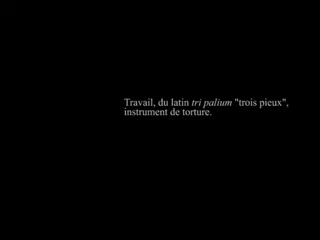 Travail, du latin tri palium "trois pieux",
instrument de torture.